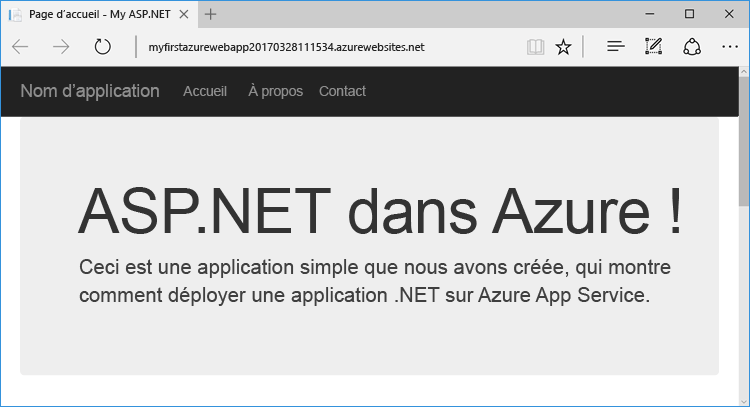 Page d’accueil - My ASP.NET
myfirstazurewebapp20170328111534.azurewebsites.net
Nom d’application Accueil À propos Contact
ASP.NET dans Azure !
Ceci est une application simple que nous avons créée, qui montre
comment déployer une application .NET sur Azure App Service.